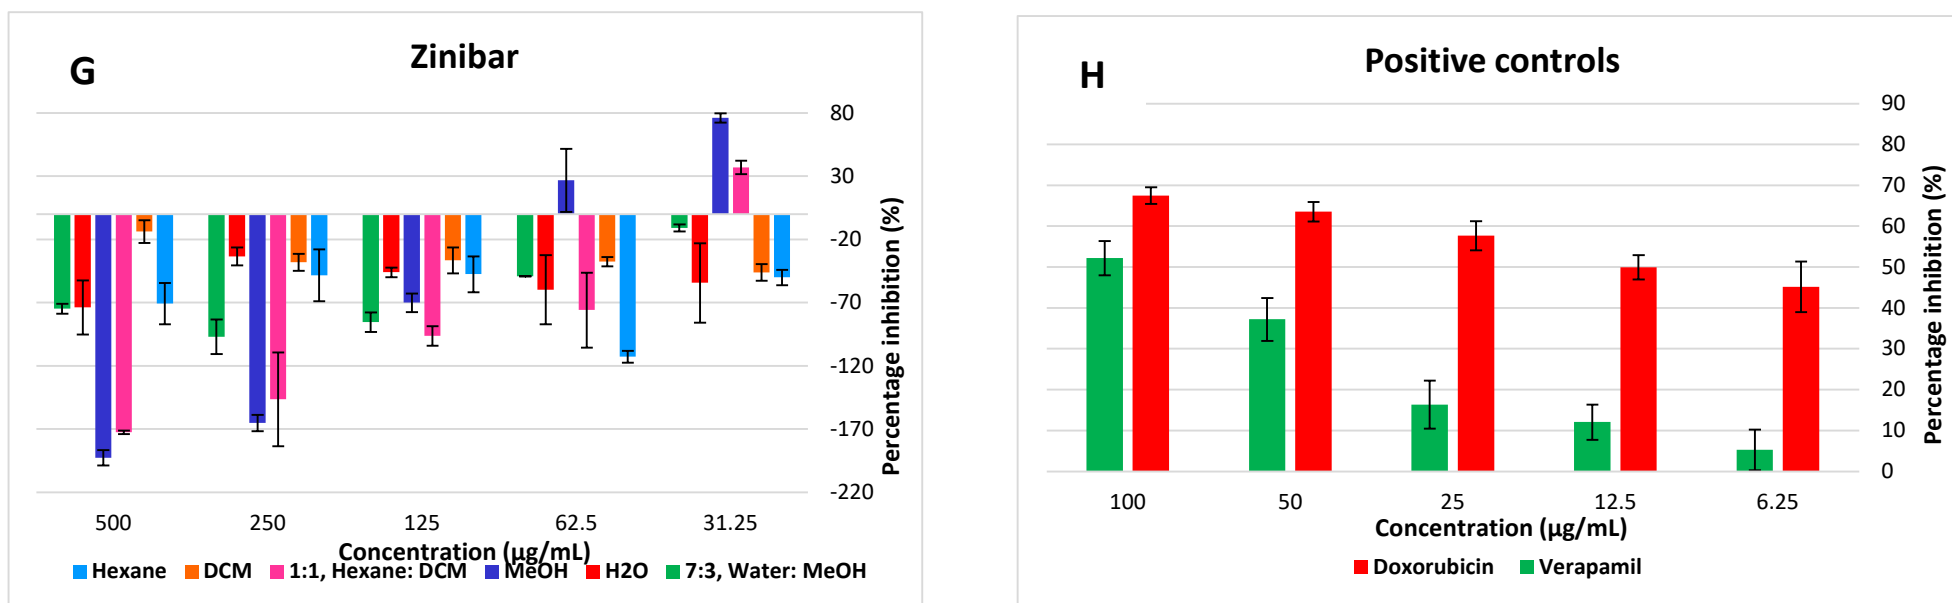 G
Zinibar
80
30
-20
-70
-120
-170
-220
Percentage inhibition (%)
500 250 125 62.5 31.25
Concentration (µg/mL)
Hexane DCM 1:1, Hexane: DCM MeOH H2O 7:3, Water: MeOH
H
Positive controls
90
80
70
60
50
40
30
20
10
0
Percentage inhibition (%)
100 50 25 12.5 6.25
Concentration (µg/mL)
Doxorubicin Verapamil